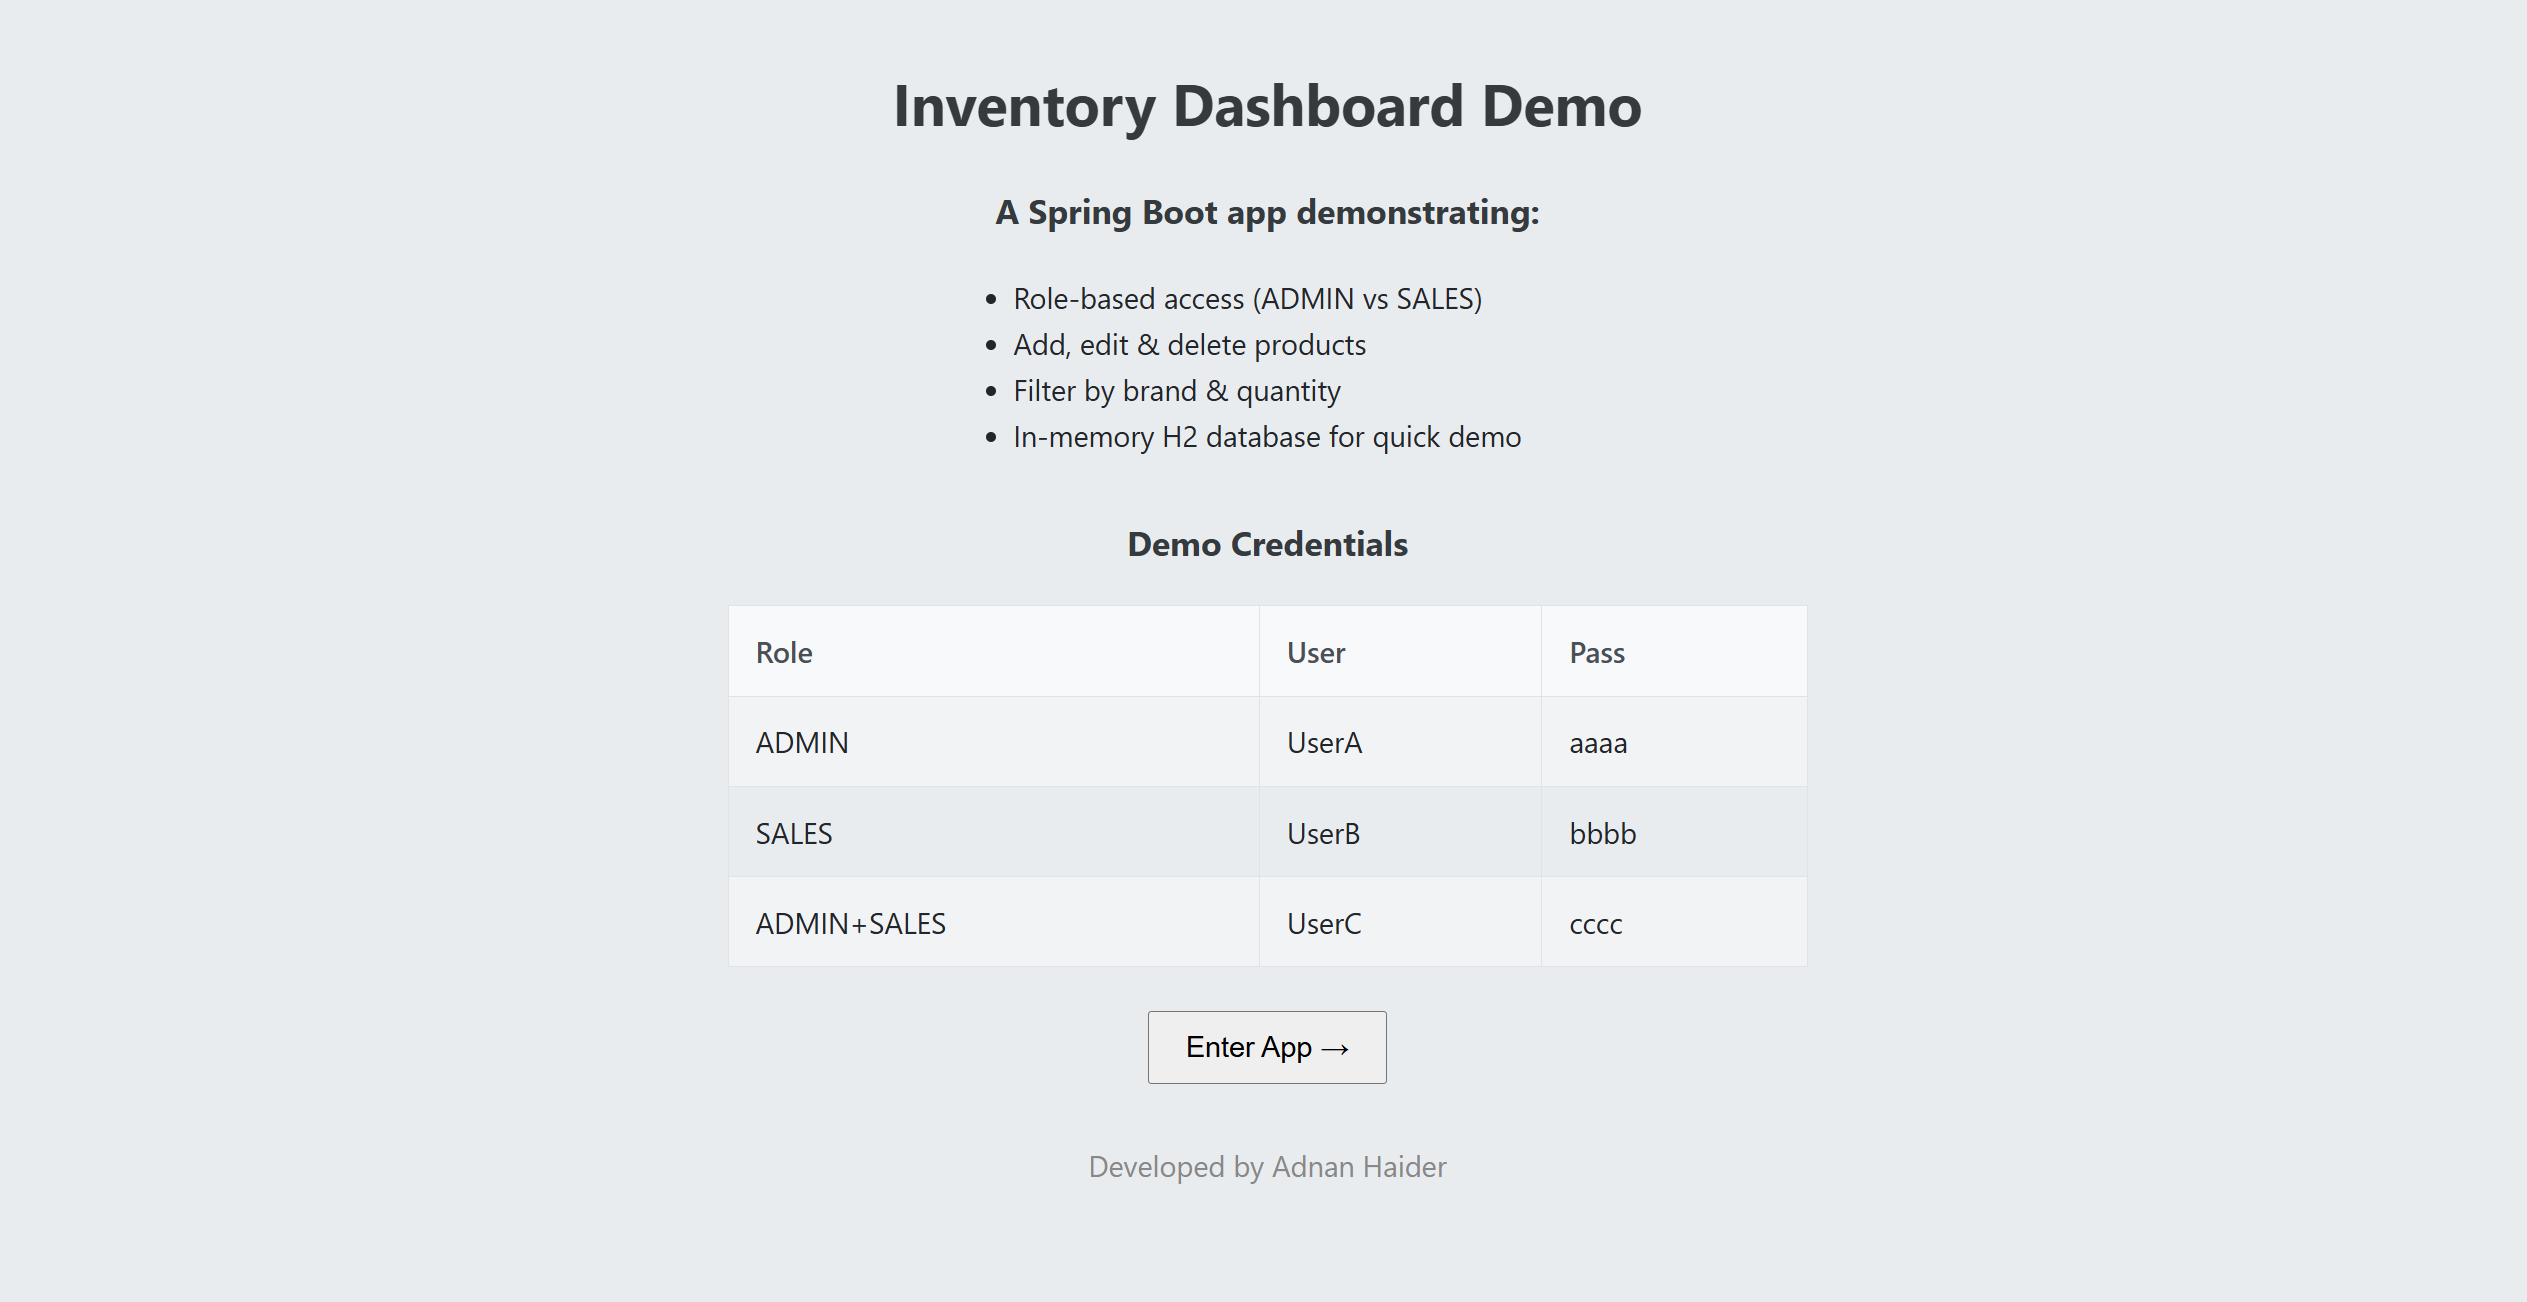 Inventory Dashboard Demo
A Spring Boot app demonstrating:
• Role-based access (ADMIN vs SALES)
• Add, edit & delete products
• Filter by brand & quantity
• In-memory H2 database for quick demo
Demo Credentials
Role User Pass
ADMIN UserA aaaa
SALES UserB bbbb
ADMIN+SALES UserC cccc
Enter App →
Developed by Adnan Haider